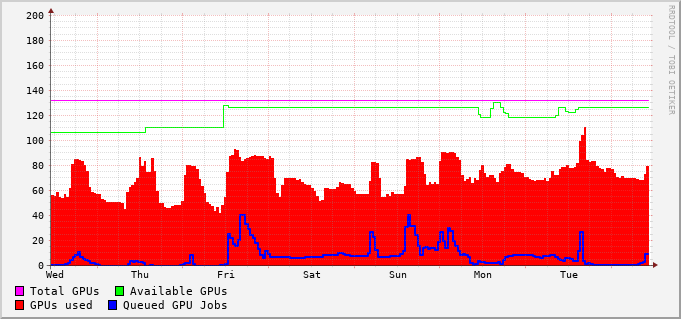 200
180
160
140
120
100
80
60
40
20
0
Wed Thu Fri Sat Sun Mon Tue
Total GPUs Available GPUs
GPUs used Queued GPU Jobs
RRDTOOL / TOBI OETIKER